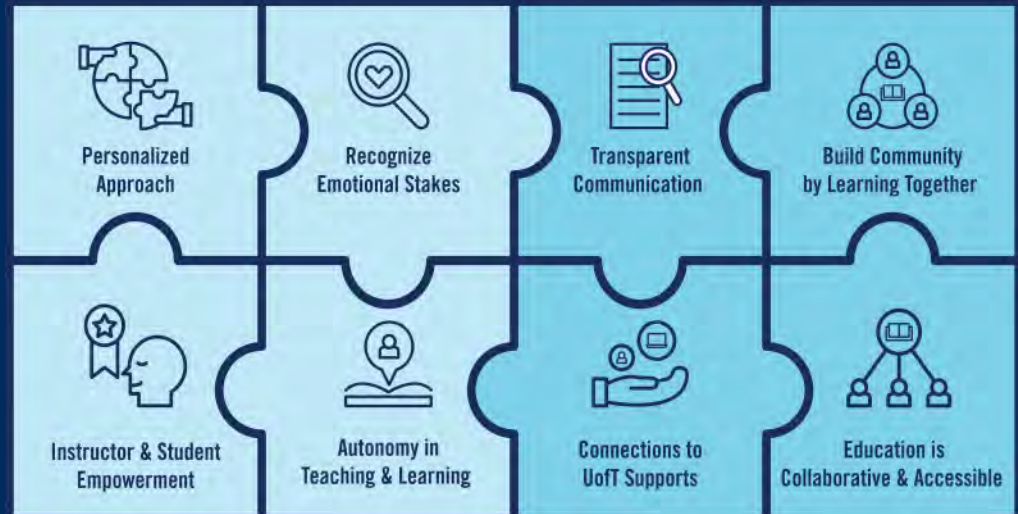 Personalized
Approach
Recognize
Emotional Stakes
Transparent
Communication
Build Community
by Learning Together
Instructor & Student
Empowerment
Autonomy in
Teaching & Learning
Connections to
UofT Supports
Education is
Collaborative & Accessible